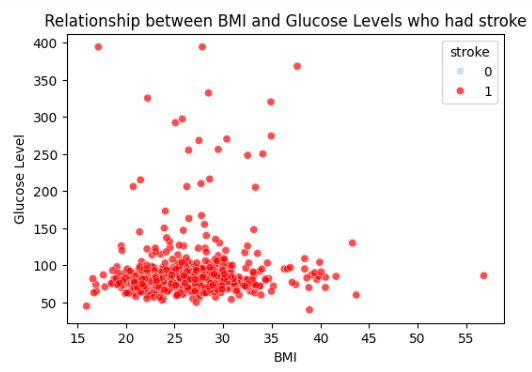 Relationship between BMI and Glucose Levels who had stroke
400
350
300
250
200
150
100
50
Glucose Level
stroke
0
1
15 20 25 30 35 40 45 50 55
BMI